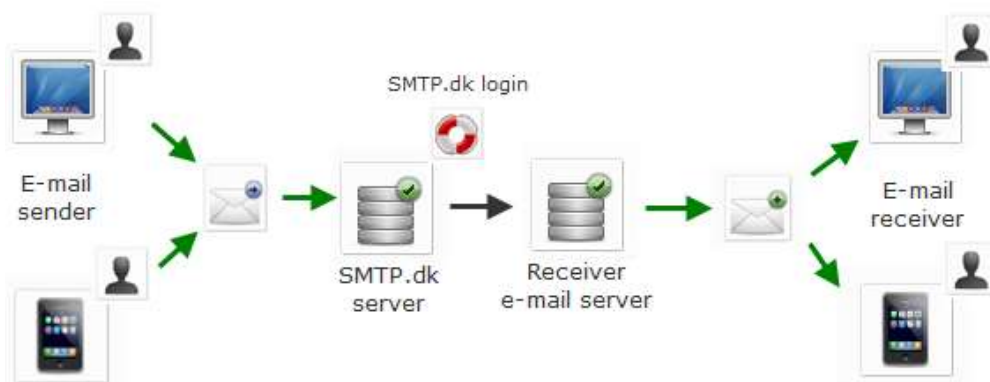 SMTP.dk login
E-mail
sender
SMTP.dk
server
Receiver
e-mail server
E-mail
receiver